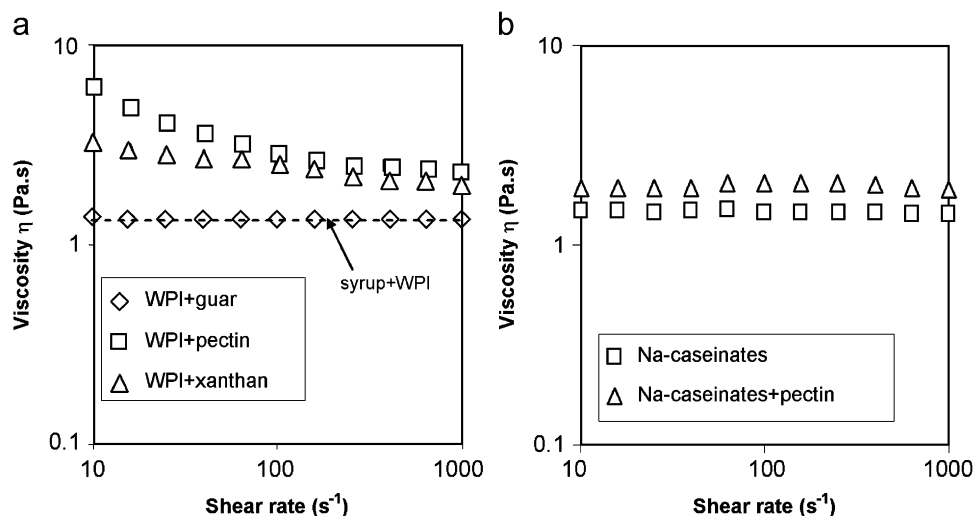 a
10
1
0.1
Viscosity η (Pa.s)
syrup+WPI
WPI+guar
WPI+pectin
WPI+xanthan
10 100 1000
Shear rate (s⁻¹)
b
10
1
0.1
Viscosity η (Pa.s)
Na-caseinates
Na-caseinates+pectin
10 100 1000
Shear rate (s⁻¹)